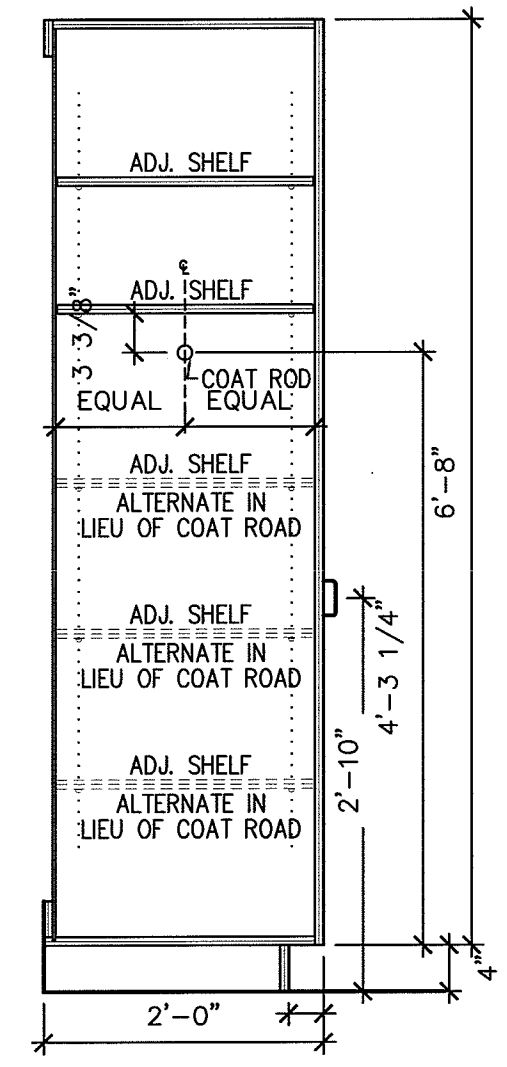 ADJ. SHELF
℄
ADJ. SHELF
3 3/8"
COAT ROD
EQUAL EQUAL
ADJ. SHELF
ALTERNATE IN
LIEU OF COAT ROAD
6'-8"
ADJ. SHELF
ALTERNATE IN
LIEU OF COAT ROAD
4'-3 1/4"
2'-10"
ADJ. SHELF
ALTERNATE IN
LIEU OF COAT ROAD
4"
2'-0"